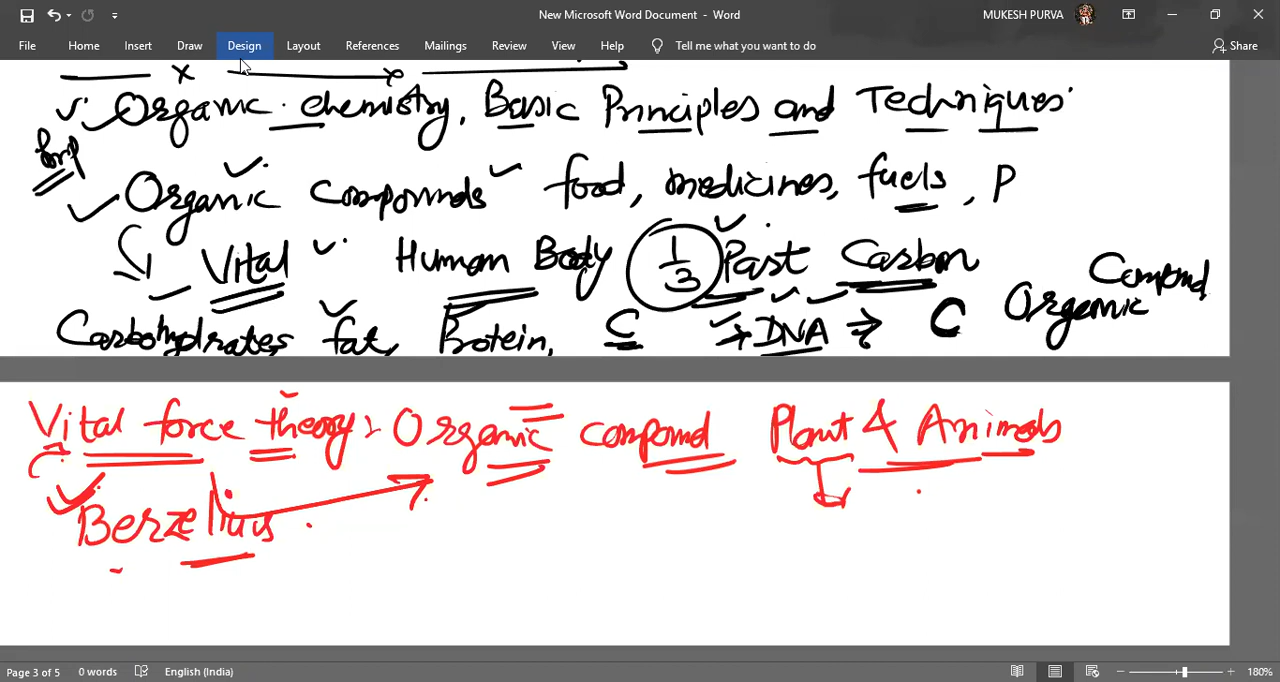 New Microsoft Word Document - Word
MUKESH PURVA
File Home Insert Draw Design Layout References Mailings Review View Help Tell me what you want to do Share
Organic chemistry, Basic Principles and Techniques
Organic compounds food, medicines, fuels, P
Vital Human Body 1/3 Past Carbon
Compound
Carbohydrates, fat, Protein, C → DNA ⇒ C Organic
Vital force theory: Organic compound Plant & Animals
Berzelius
Page 3 of 5 0 words English (India) 180%